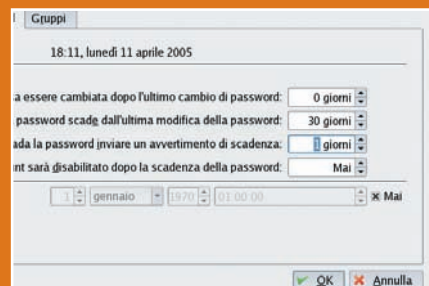 Gruppi
18:11, lunedì 11 aprile 2005
a essere cambiata dopo l'ultimo cambio di password: 0 giorni
password scade dall'ultima modifica della password: 30 giorni
ada la password inviare un avvertimento di scadenza: 1 giorni
nt sarà disabilitato dopo la scadenza della password: Mai
1 gennaio 1970 01:00:00 Mai
OK Annulla